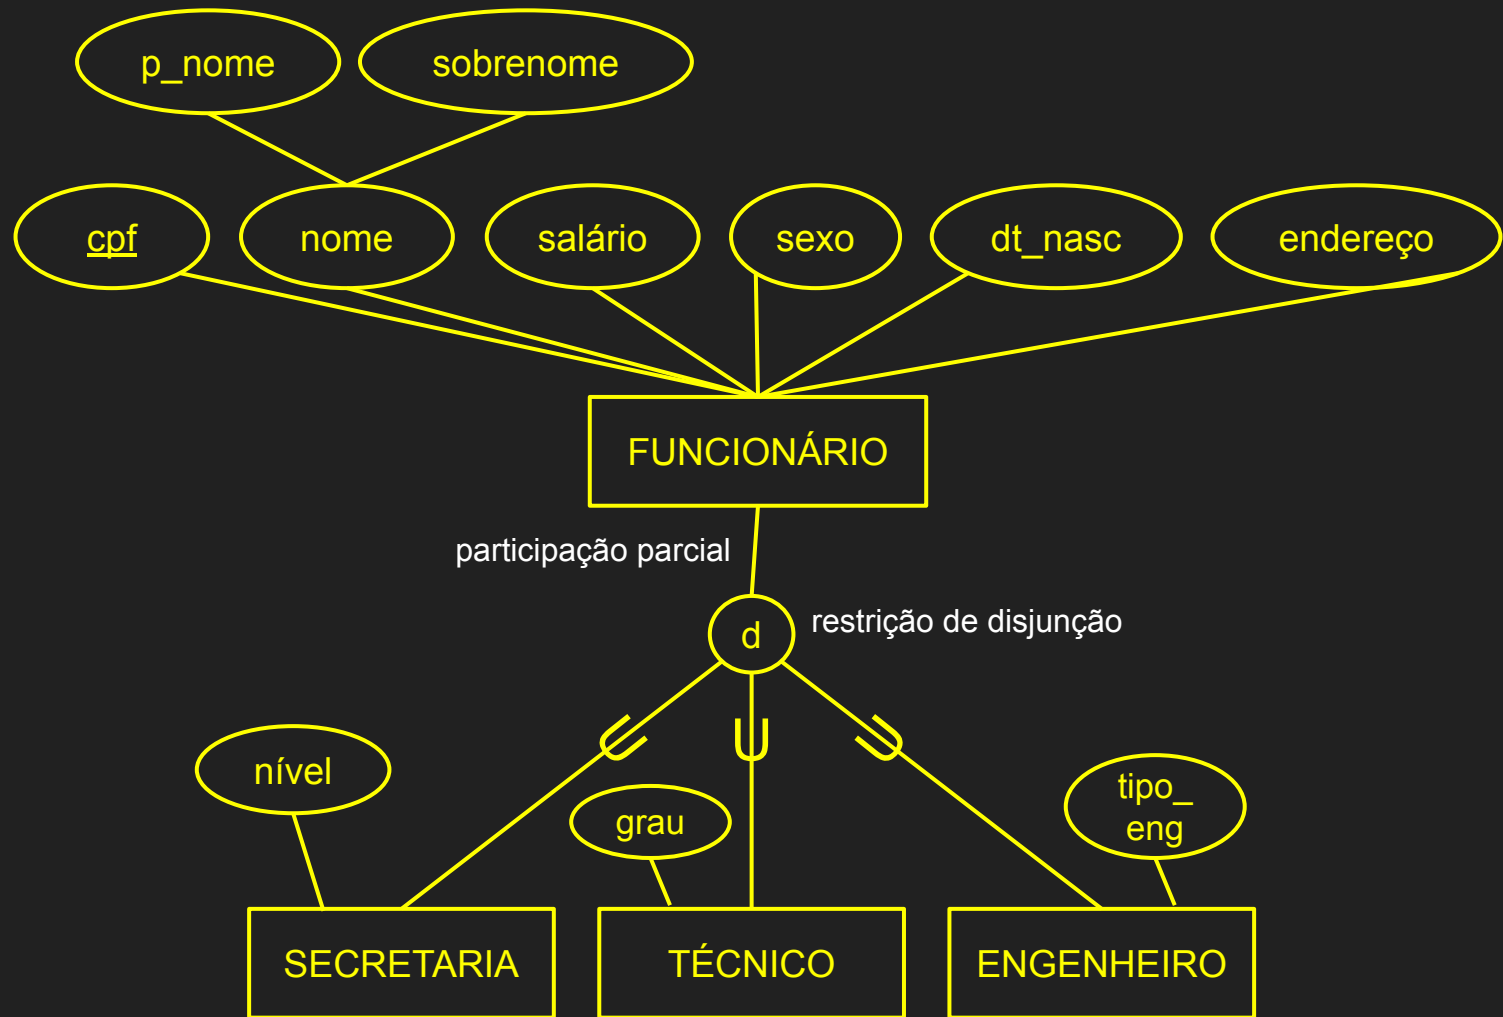 p_nome
sobrenome
cpf
nome
salário
sexo
dt_nasc
endereço
FUNCIONÁRIO
participação parcial
d
restrição de disjunção
nível
grau
tipo_
eng
SECRETARIA
TÉCNICO
ENGENHEIRO